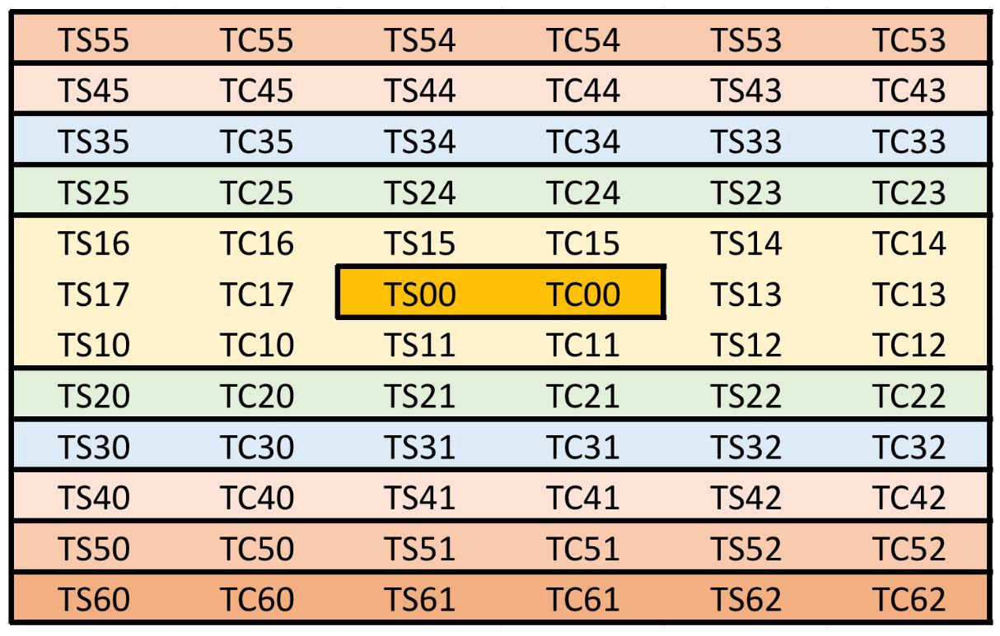 TS55 TC55 TS54 TC54 TS53 TC53
TS45 TC45 TS44 TC44 TS43 TC43
TS35 TC35 TS34 TC34 TS33 TC33
TS25 TC25 TS24 TC24 TS23 TC23
TS16 TC16 TS15 TC15 TS14 TC14
TS17 TC17 TS00 TC00 TS13 TC13
TS10 TC10 TS11 TC11 TS12 TC12
TS20 TC20 TS21 TC21 TS22 TC22
TS30 TC30 TS31 TC31 TS32 TC32
TS40 TC40 TS41 TC41 TS42 TC42
TS50 TC50 TS51 TC51 TS52 TC52
TS60 TC60 TS61 TC61 TS62 TC62